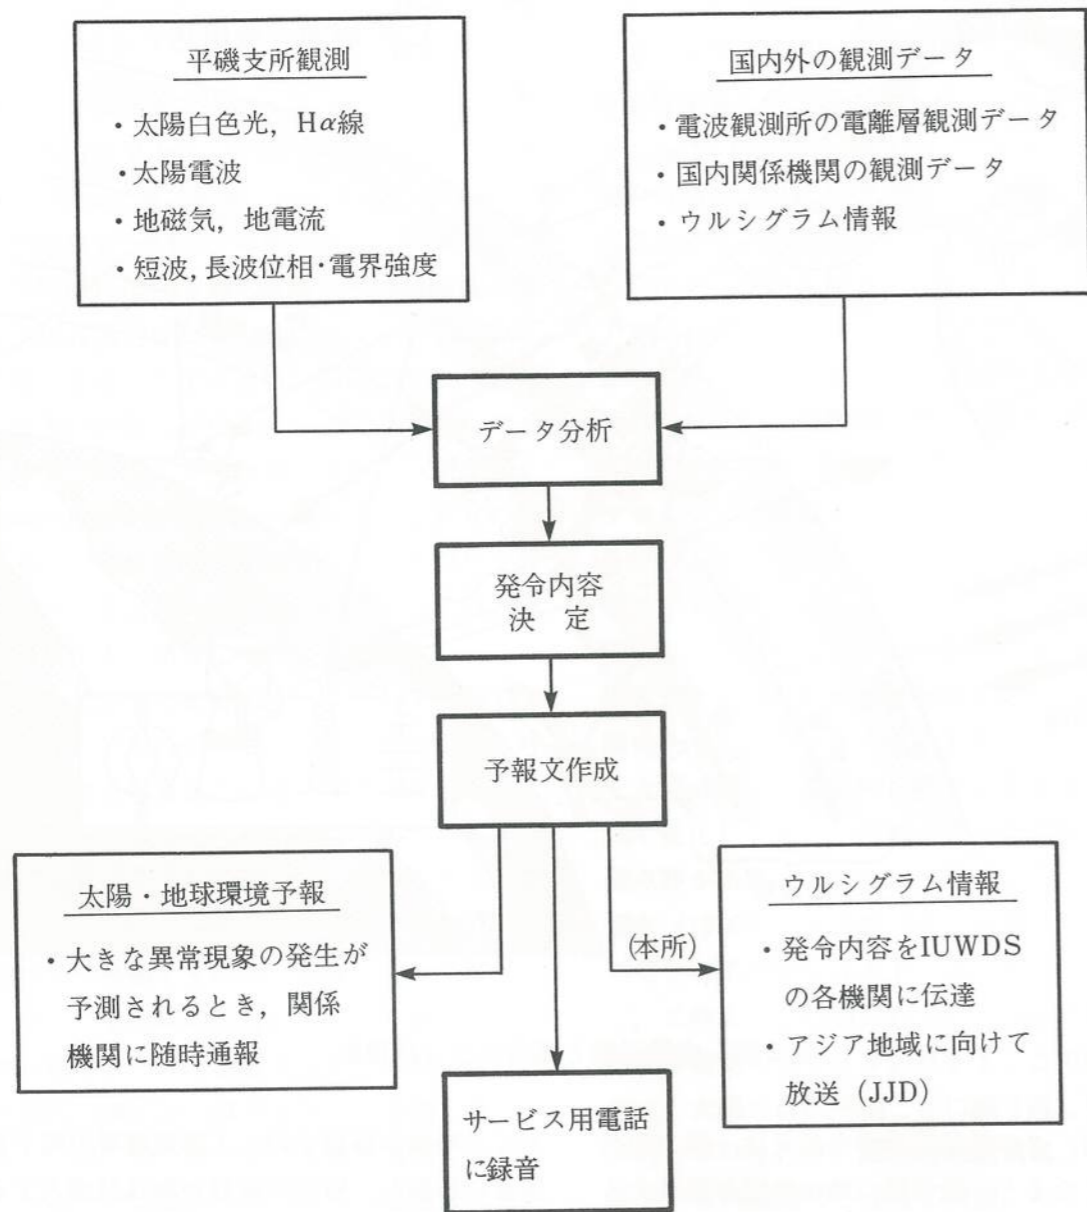 平磯支所観測
・太陽白色光，Hα線
・太陽電波
・地磁気，地電流
・短波，長波位相・電界強度
国内外の観測データ
・電波観測所の電離層観測データ
・国内関係機関の観測データ
・ウルシグラム情報
データ分析
発令内容
決　定
予報文作成
太陽・地球環境予報
・大きな異常現象の発生が
予測されるとき，関係
機関に随時通報
サービス用電話
に録音
(本所)
ウルシグラム情報
・発令内容をIUWDS
の各機関に伝達
・アジア地域に向けて
放送（JJD）